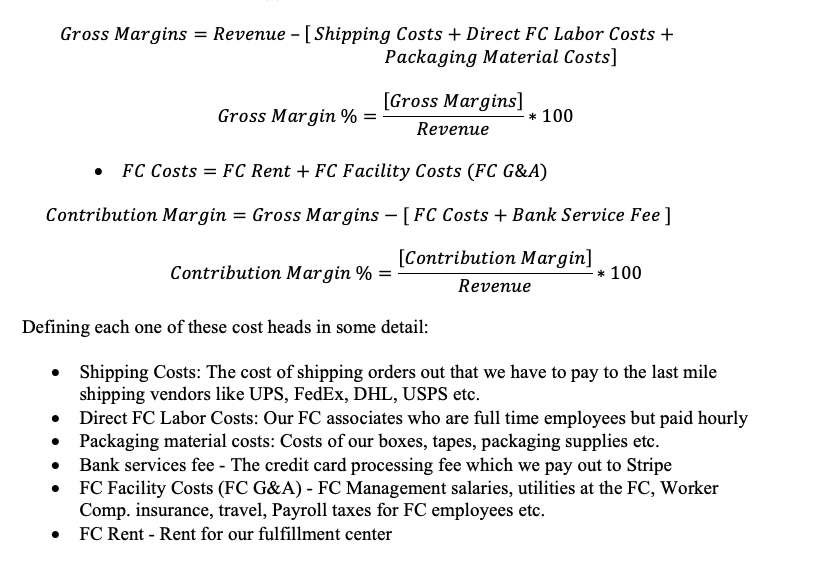 Gross Margins = Revenue – [ Shipping Costs + Direct FC Labor Costs +
Packaging Material Costs]
Gross Margin % = [Gross Margins] / Revenue * 100
• FC Costs = FC Rent + FC Facility Costs (FC G&A)
Contribution Margin = Gross Margins – [ FC Costs + Bank Service Fee ]
Contribution Margin % = [Contribution Margin] / Revenue * 100
Defining each one of these cost heads in some detail:
• Shipping Costs: The cost of shipping orders out that we have to pay to the last mile
shipping vendors like UPS, FedEx, DHL, USPS etc.
• Direct FC Labor Costs: Our FC associates who are full time employees but paid hourly
• Packaging material costs: Costs of our boxes, tapes, packaging supplies etc.
• Bank services fee - The credit card processing fee which we pay out to Stripe
• FC Facility Costs (FC G&A) - FC Management salaries, utilities at the FC, Worker
Comp. insurance, travel, Payroll taxes for FC employees etc.
• FC Rent - Rent for our fulfillment center